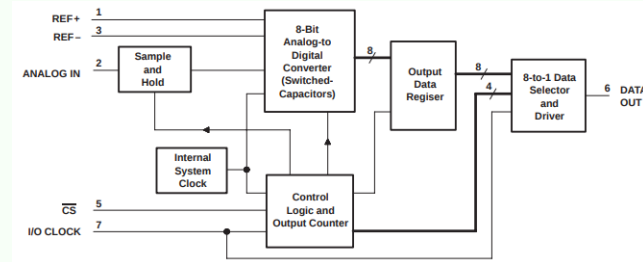 REF+ 1
REF− 3
ANALOG IN 2
Sample
and
Hold
8-Bit
Analog-to
Digital
Converter
(Switched-
Capacitors)
8
Output
Data
Regiser
8
4
8-to-1 Data
Selector
and
Driver
6 DATA
OUT
Internal
System
Clock
Control
Logic and
Output Counter
CS 5
I/O CLOCK 7